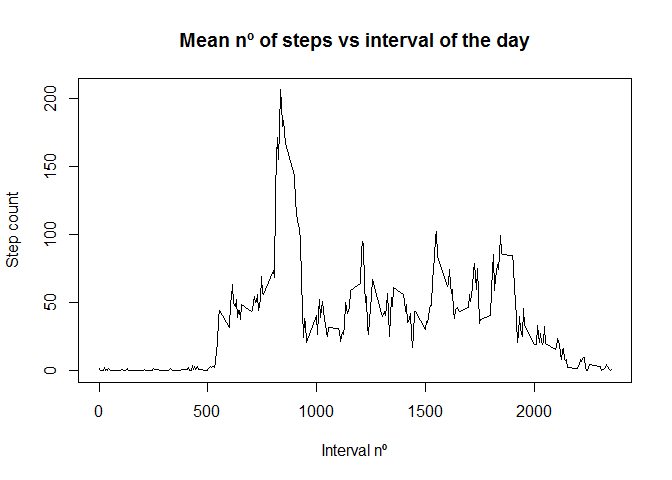 Mean nº of steps vs interval of the day
Step count
200
150
100
50
0
0 500 1000 1500 2000
Interval nº